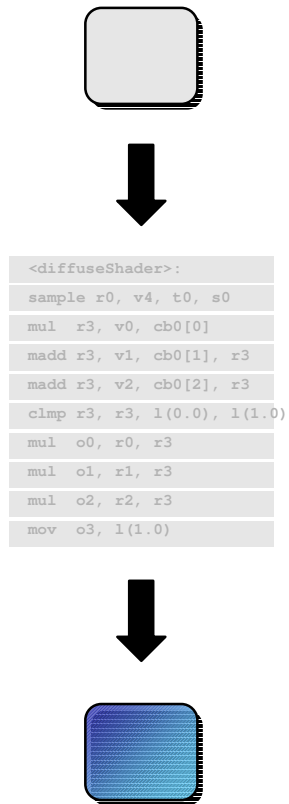 <diffuseShader>:
sample r0, v4, t0, s0
mul  r3, v0, cb0[0]
madd r3, v1, cb0[1], r3
madd r3, v2, cb0[2], r3
clmp r3, r3, l(0.0), l(1.0)
mul  o0, r0, r3
mul  o1, r1, r3
mul  o2, r2, r3
mov  o3, l(1.0)